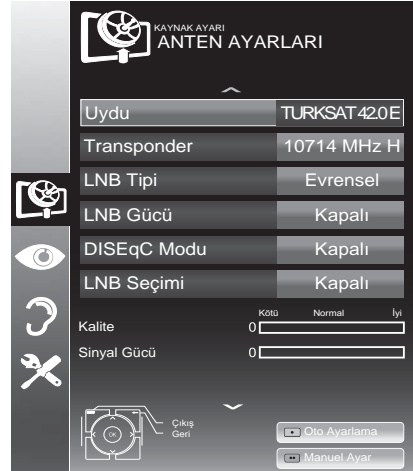 KAYNAK AYARI
ANTEN AYARLARI
Uydu TURKSAT 42.0 E
Transponder 10714 MHz H
LNB Tipi Evrensel
LNB Gücü Kapalı
DISEqC Modu Kapalı
LNB Seçimi Kapalı
Kötü Normal İyi
Kalite 0
Sinyal Gücü 0
OK
Çıkış
Geri
Oto Ayarlama
Manuel Ayar